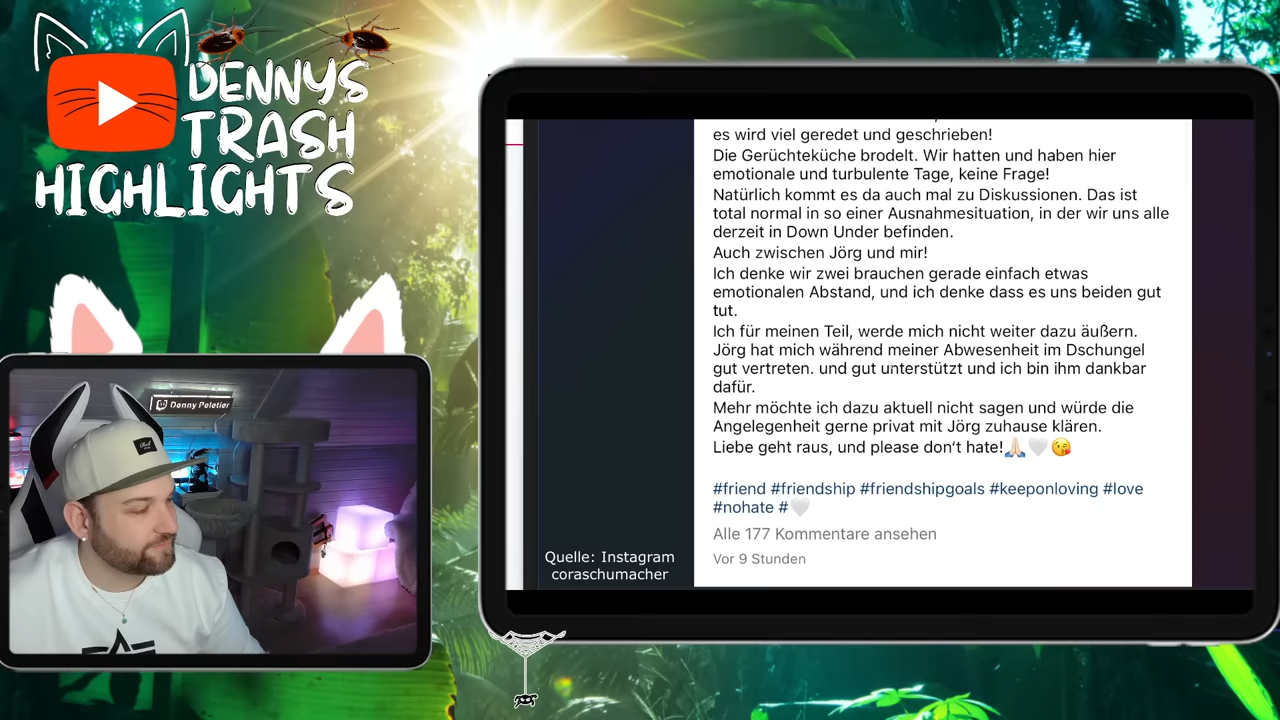 DENNYS
TRASH
HIGHLIGHTS
Danny Peletier
es wird viel geredet und geschrieben!
Die Gerüchteküche brodelt. Wir hatten und haben hier
emotionale und turbulente Tage, keine Frage!
Natürlich kommt es da auch mal zu Diskussionen. Das ist
total normal in so einer Ausnahmesituation, in der wir uns alle
derzeit in Down Under befinden.
Auch zwischen Jörg und mir!
Ich denke wir zwei brauchen gerade einfach etwas
emotionalen Abstand, und ich denke dass es uns beiden gut
tut.
Ich für meinen Teil, werde mich nicht weiter dazu äußern.
Jörg hat mich während meiner Abwesenheit im Dschungel
gut vertreten. und gut unterstützt und ich bin ihm dankbar
dafür.
Mehr möchte ich dazu aktuell nicht sagen und würde die
Angelegenheit gerne privat mit Jörg zuhause klären.
Liebe geht raus, und please don't hate!🙏🏼🤍😘
#friend #friendship #friendshipgoals #keeponloving #love
#nohate #🤍
Alle 177 Kommentare ansehen
Vor 9 Stunden
Quelle: Instagram
coraschumacher